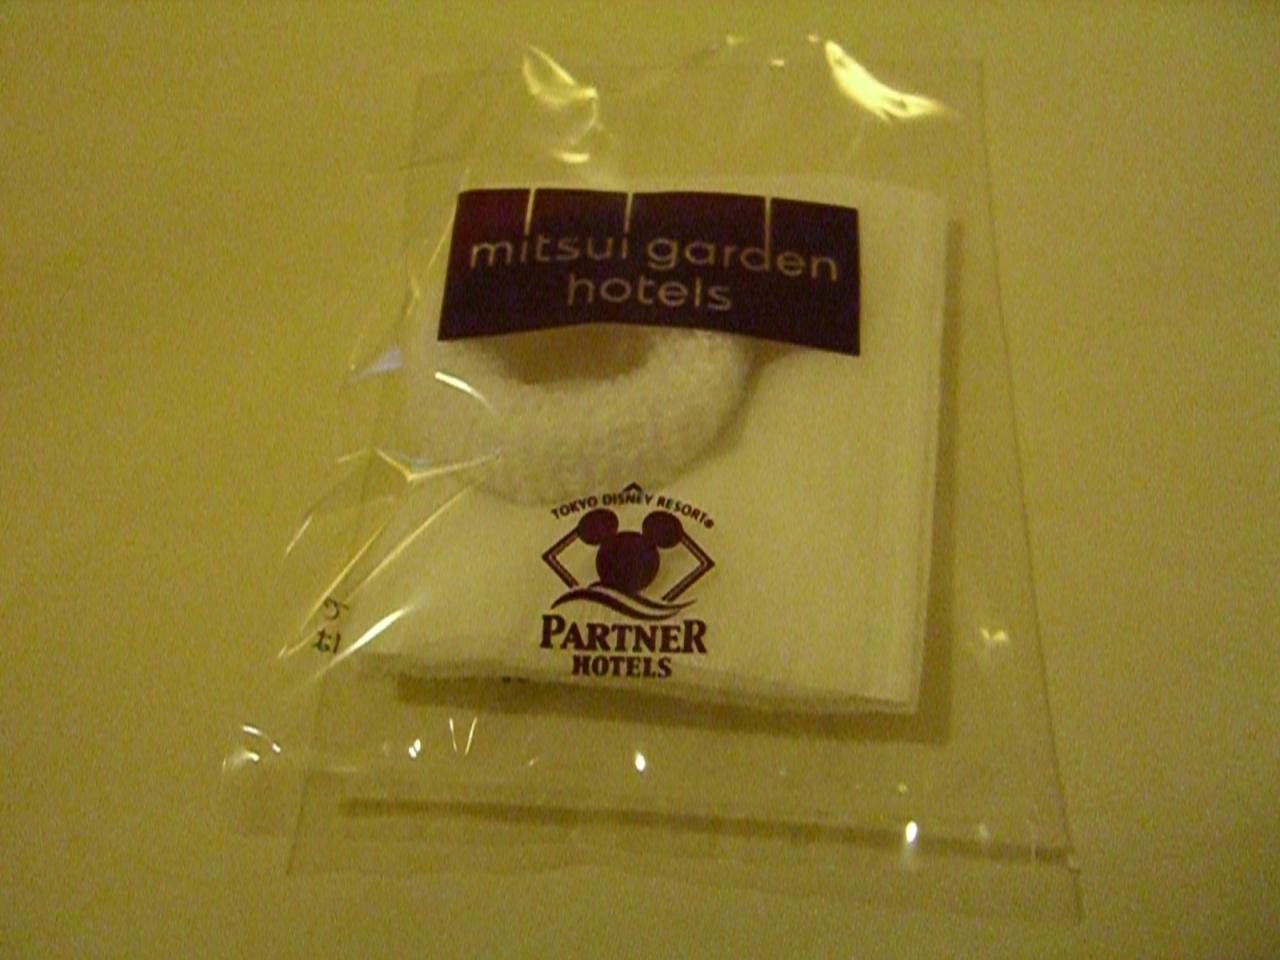 mitsui garden
hotels
TOKYO DISNEY RESORT®
PARTNER
HOTELS